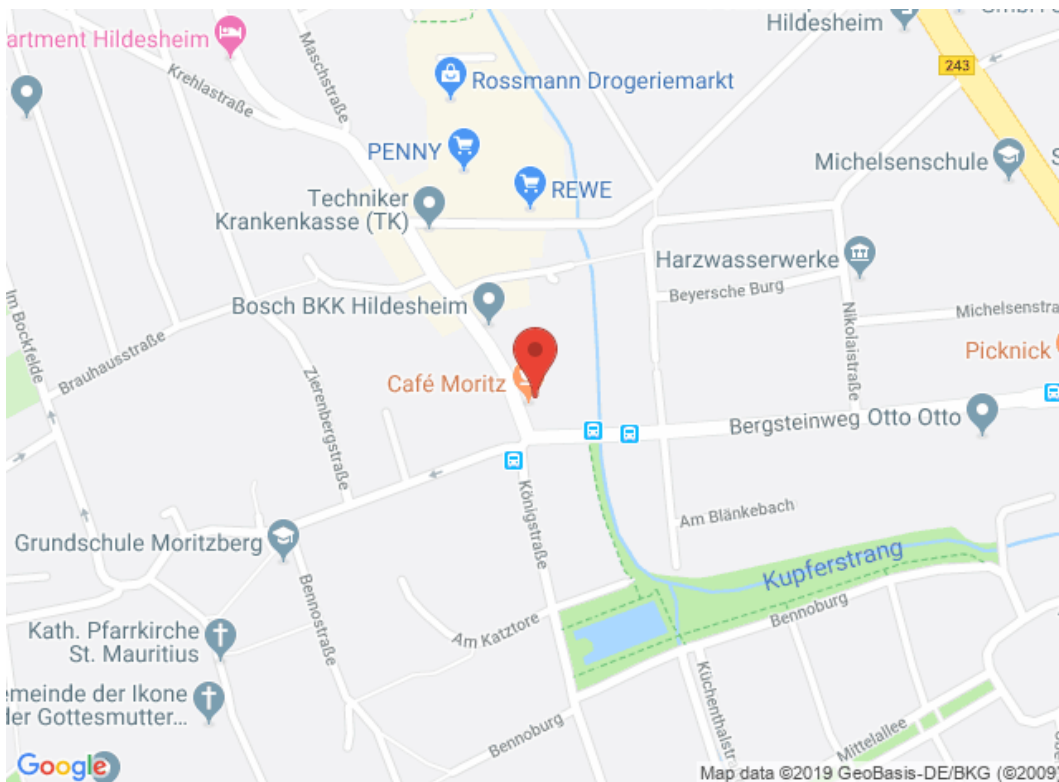 artment Hildesheim
Hildesheim
243
Maschstraße
Krehlastraße
Rossmann Drogeriemarkt
PENNY
Michelsenschule
REWE
Techniker
Krankenkasse (TK)
Harzwasserwerke
Beyersche Burg
Im Bockfelde
Bosch BKK Hildesheim
Michelsenstra
Nikolaistraße
Brauhausstraße
Picknick
Zierenbergstraße
Café Moritz
Bergsteinweg
Otto Otto
Königstraße
Am Blänkebach
Grundschule Moritzberg
Kupferstrang
Bennostraße
Bennoburg
Am Katztore
Kath. Pfarrkirche
St. Mauritius
emeinde der Ikone
der Gottesmutter...
Küchenthalstr
Bennoburg
Mittelallee
Google
Map data ©2019 GeoBasis-DE/BKG (©2009)